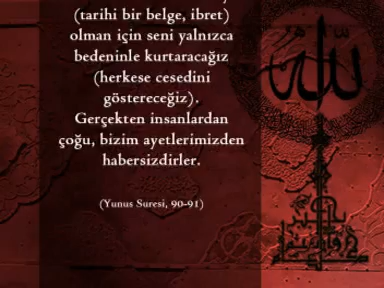 (tarihi bir belge, ibret)
olman için seni yalnızca
bedeninle kurtaracağız
(herkese cesedini
göstereceğiz).
Gerçekten insanlardan
çoğu, bizim ayetlerimizden
habersizdirler.
(Yunus Suresi, 90-91)
الله